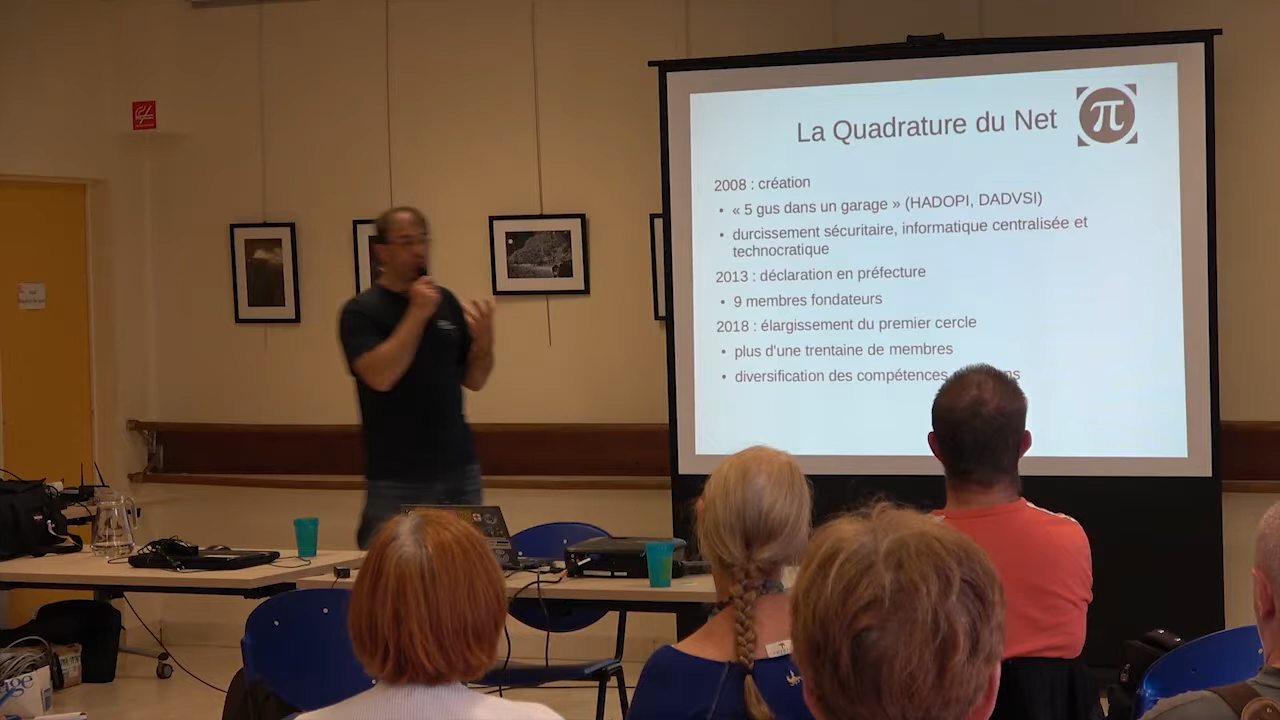 La Quadrature du Net
π
2008 : création
• « 5 gus dans un garage » (HADOPI, DADVSI)
• durcissement sécuritaire, informatique centralisée et
technocratique
2013 : déclaration en préfecture
• 9 membres fondateurs
2018 : élargissement du premier cercle
• plus d'une trentaine de membres
• diversification des compétences